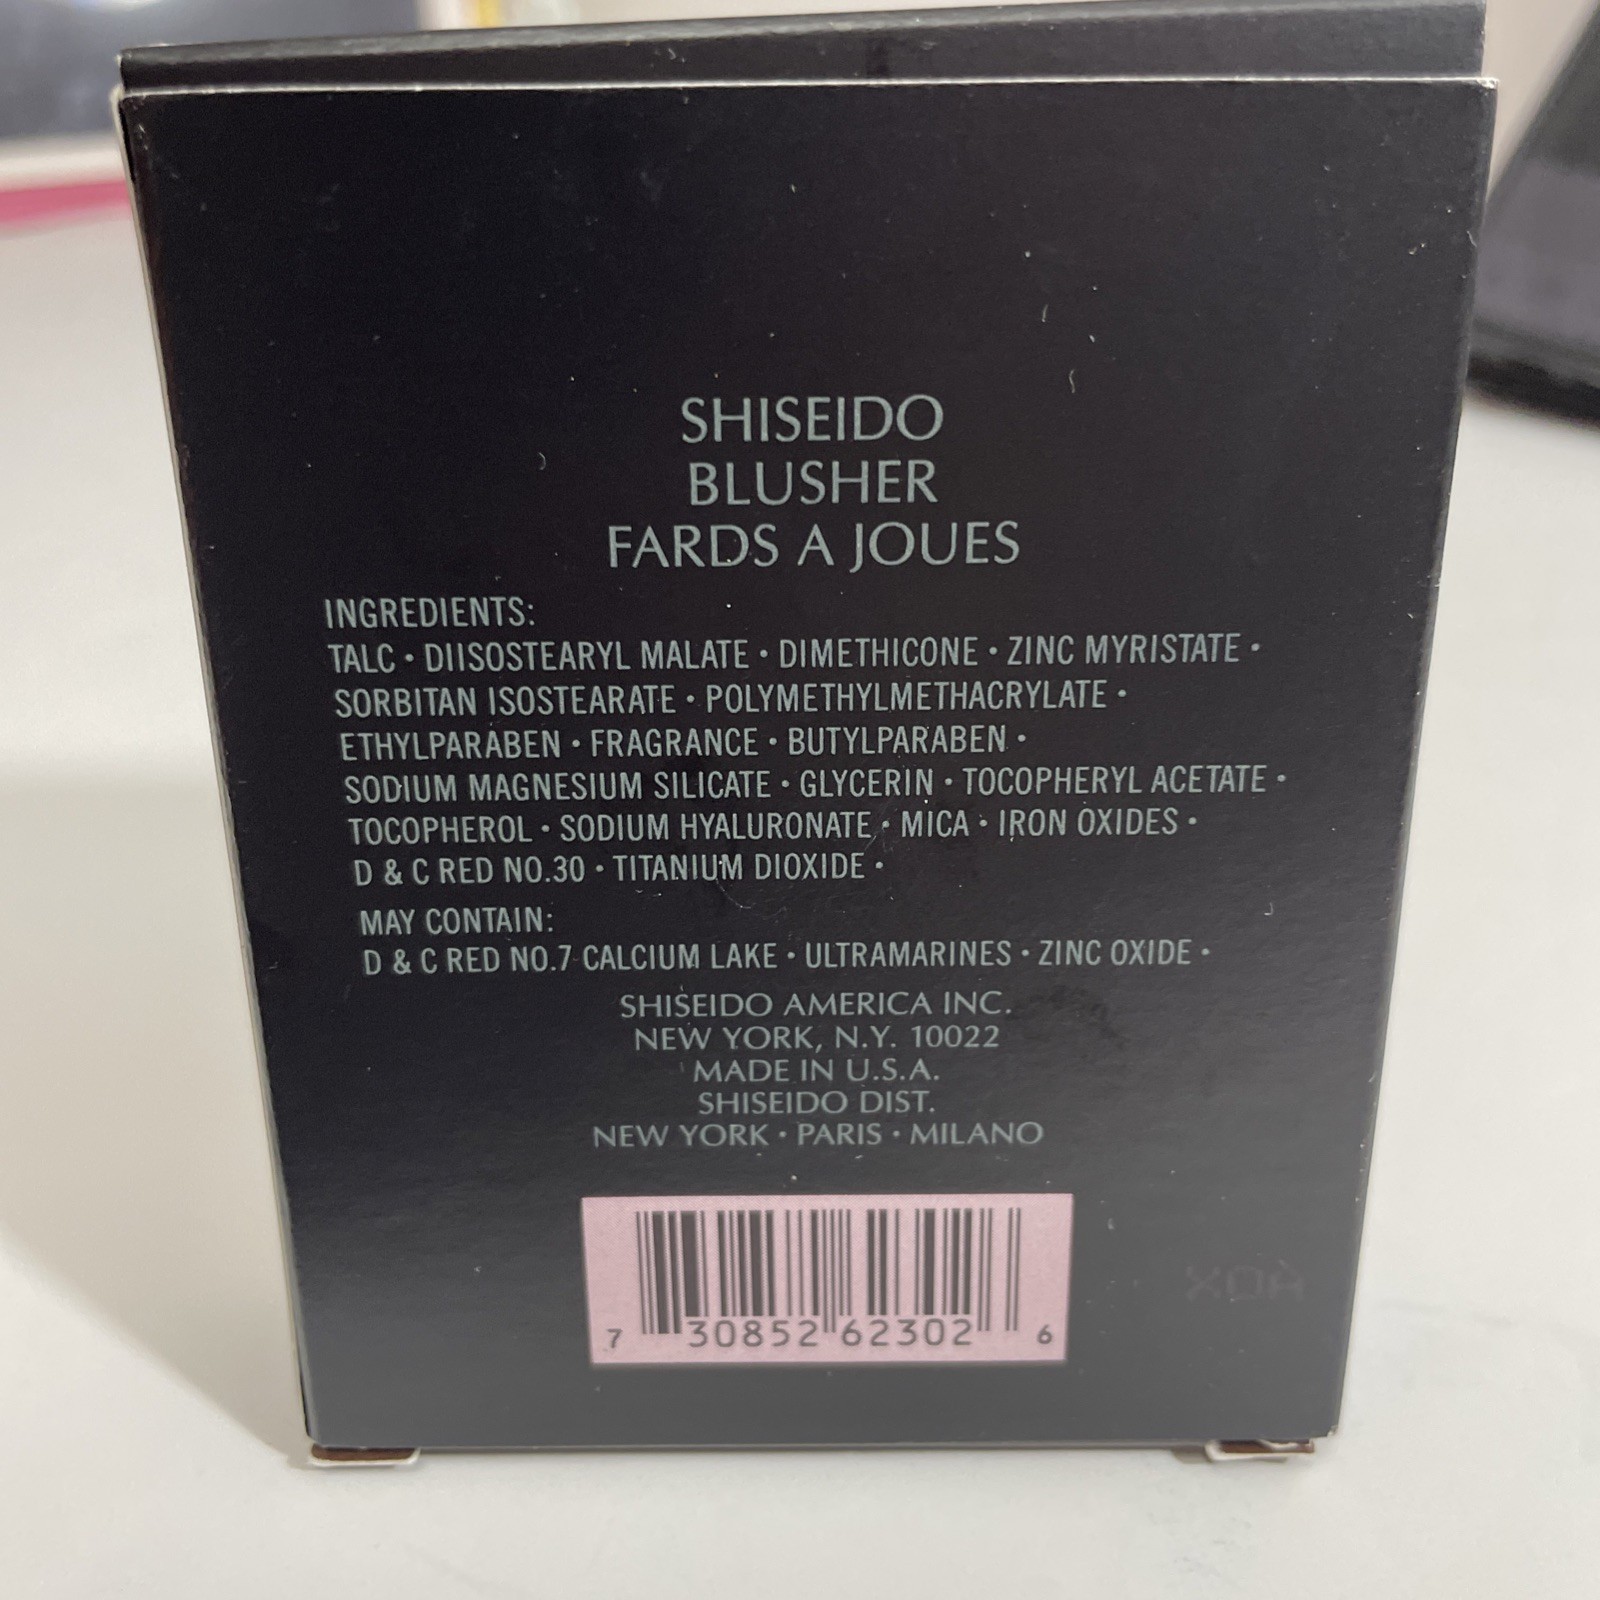 SHISEIDO
BLUSHER
FARDS A JOUES
INGREDIENTS:
TALC • DIISOSTEARYL MALATE • DIMETHICONE • ZINC MYRISTATE •
SORBITAN ISOSTEARATE • POLYMETHYLMETHACRYLATE •
ETHYLPARABEN • FRAGRANCE • BUTYLPARABEN •
SODIUM MAGNESIUM SILICATE • GLYCERIN • TOCOPHERYL ACETATE •
TOCOPHEROL • SODIUM HYALURONATE • MICA • IRON OXIDES •
D & C RED NO.30 • TITANIUM DIOXIDE •
MAY CONTAIN:
D & C RED NO.7 CALCIUM LAKE • ULTRAMARINES • ZINC OXIDE •
SHISEIDO AMERICA INC.
NEW YORK, N.Y. 10022
MADE IN U.S.A.
SHISEIDO DIST.
NEW YORK • PARIS • MILANO
7 30852 62302 6